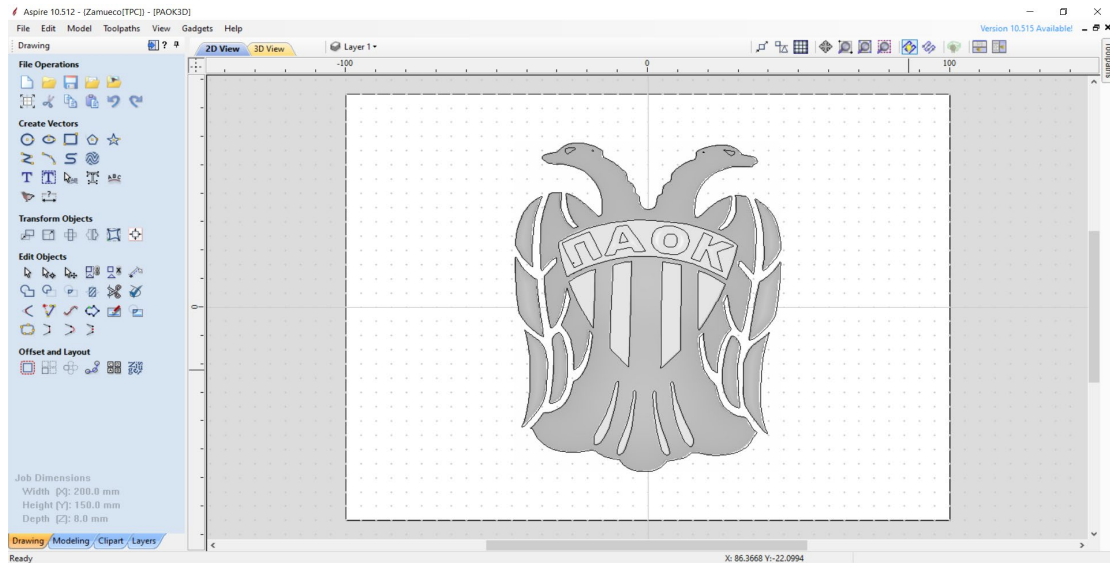 Aspire 10.512 - {Zamueco[TPC]} - [PAOK3D]
File Edit Model Toolpaths View Gadgets Help
Version 10.515 Available!
Drawing
?
2D View
3D View
Layer 1
File Operations
-100
0
100
Create Vectors
Transform Objects
Edit Objects
ΠΑΟΚ
0
Offset and Layout
Job Dimensions
Width (X): 200.0 mm
Height (Y): 150.0 mm
Depth (Z): 8.0 mm
Drawing Modeling Clipart Layers
Ready
X: 86.3668 Y:-22.0994